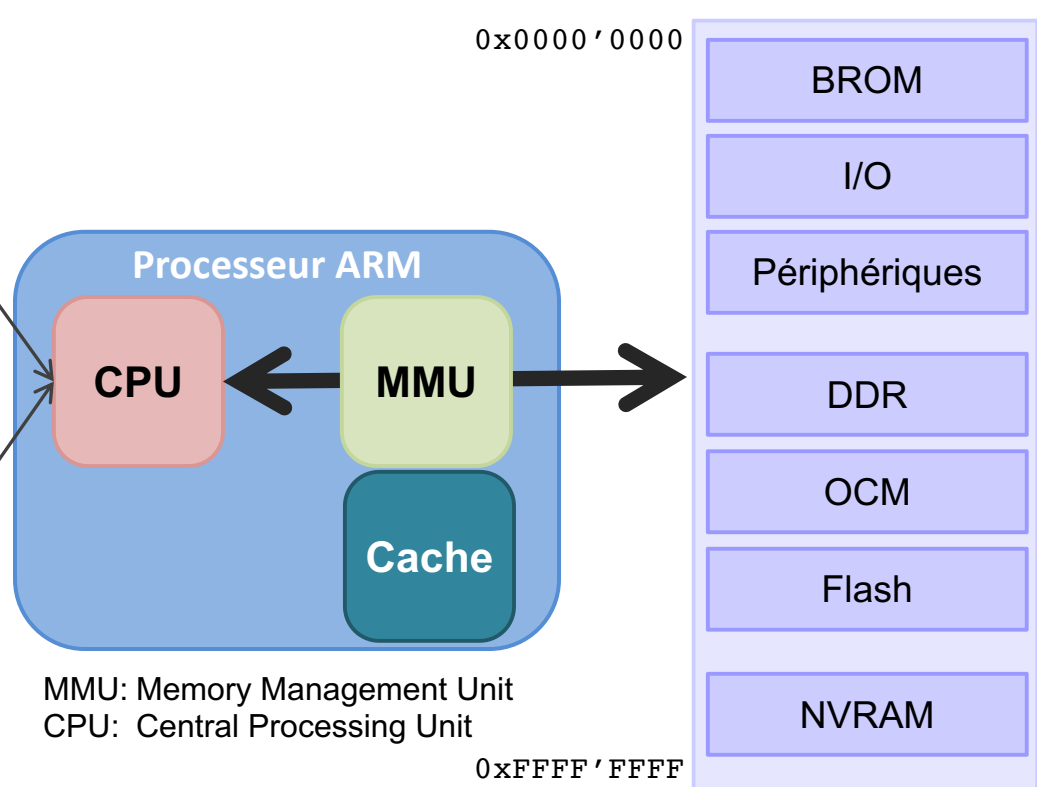 0x0000'0000
BROM
I/O
Périphériques
DDR
OCM
Flash
NVRAM
0xFFFF'FFFF
Processeur ARM
CPU
MMU
Cache
MMU: Memory Management Unit
CPU: Central Processing Unit